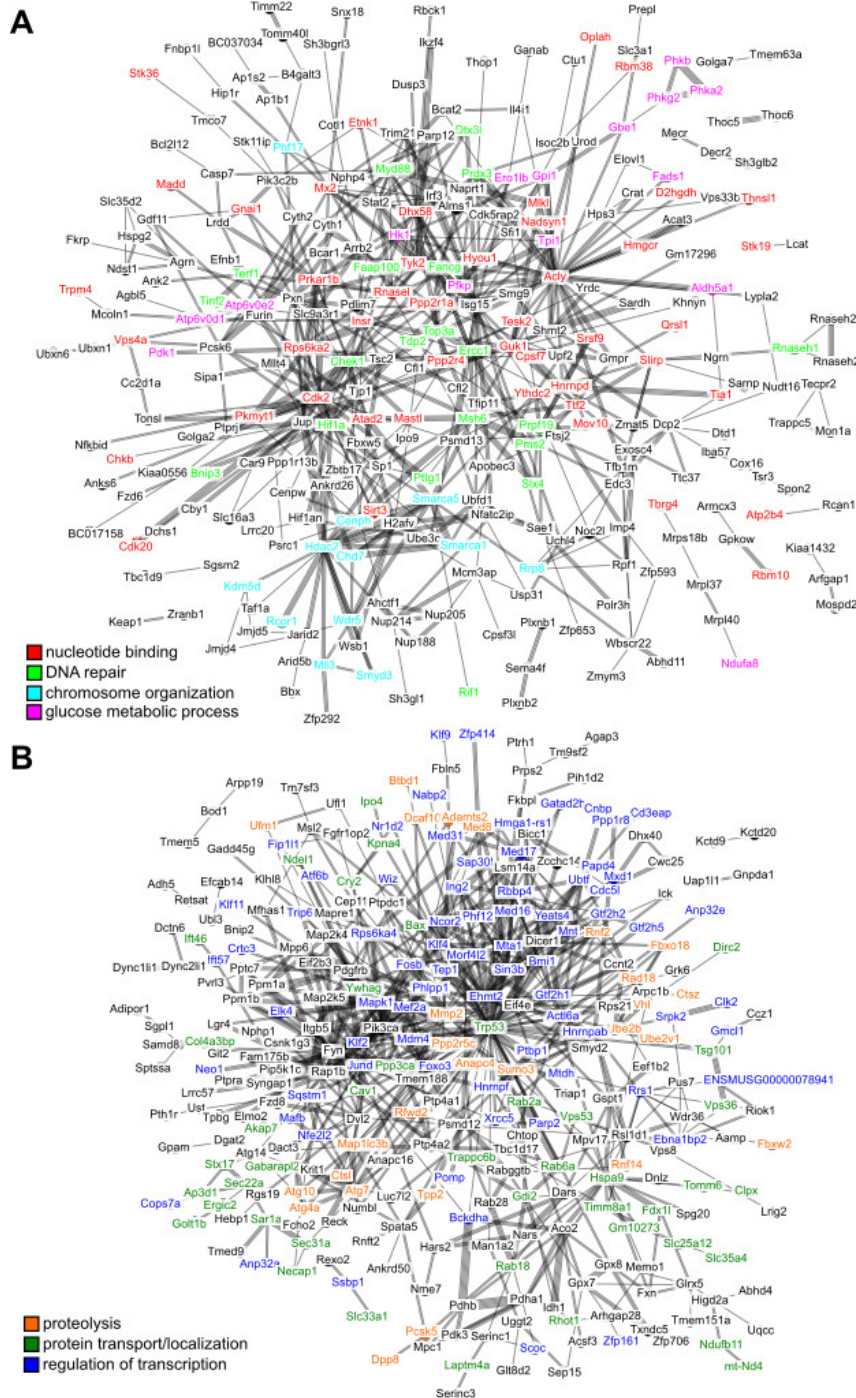 A
Timm22
Snx18
Rbck1
Prepl
Tomm40l
Fnbp1l
BC037034
Sh3bgrl3
Ikzf4
Ganab
Oplah
Slc3a1
Stk36
Ap1s2
B4galt3
Thop1
Ctu1
Rbm38
Phkb
Golga7
Tmem63a
Hip1r
Ap1b1
Dusp3
Phkg2
Phka2
Tmco7
Cotl1
Etnk1
Bcat2
Il4i1
Gbe1
Thoc5
Thoc6
Stk11ip
Trim21
Parp12
Otx3l
Isoc2b
Urod
Bcl2l12
Phf17
Mecr
Casp7
Myd88
Prdx3
Elovl1
Decr2
Sh3glb2
Madd
Pik3c2b
Nphp4
Ero1lb
Gpi1
Fads1
Slc35d2
Mx2
Irf3
Naprt1
Crat
D2hgdh
Gnai1
Stat2
Alms1
Mlkl
Vps33b
Thnsl1
Gdf11
Lrdd
Cyth2
Dhx58
Cdk5rap2
Nadsyn1
Hps3
Acat3
Fkrp
Hspg2
Cyth1
Hk1
Sfi1
Tpi1
Hmgcr
Stk19
Lcat
Ndst1
Agrn
Efnb1
Bcar1
Arrb2
Tyk2
Hyou1
Gm17296
Ank2
Terf1
Faap100
Fancg
Acly
Yrdc
Trpm4
Agbl5
Tinf2
Atp6v0e2
Prkar1b
Rnasel
Pfkp
Sardh
Aldh5a1
Mcoln1
Atp6v0d1
Pxn
Pdlim7
Ppp2r1a
Isg15
Smg9
Khnyn
Lypla2
Furin
Slc9a3r1
Insr
Tesk2
Shmt2
Qrsl1
Rnaseh2
Ubxn6
Ubxn1
Vps4a
Pcsk6
Rps6ka2
Top3a
Guk1
Srsf9
Rnaseh1
Pdk1
Chek1
Tsc2
Tdp2
Ercc1
Cpsf7
Upf2
Gmpr
Slirp
Ngrn
Cc2d1a
Sipa1
Mllt4
Cfl1
Ppp2r4
Hnrnpd
Samp
Nudt16
Rnaseh2
Tonsl
Cdk2
Tjp1
Cfl2
Ythdc2
Ttf2
Tia1
Tecpr2
Nfkbid
Pkmyt1
Ptprj
Jup
Hif1a
Atad2
Mastl
Tfip11
Msh6
Prpf19
Mov10
Zmat5
Dcp2
Trappc5
Mon1a
Golga2
Fbxw5
Ipo9
Psmd13
Pms2
Ftsj2
Exosc4
Dtd1
Chkb
Kiaa0556
Car9
Ppp1r13b
Zbtb17
Sp1
Apobec3
Tfb1m
Iba57
Cox16
Anks6
Bnip3
Ankrd26
Pttg1
Slx4
Edc3
Ttc37
Tsr3
Fzd6
Cby1
Cenpw
Smarca5
Ubfd1
Tbrg4
Armcx3
Spon2
BC017158
Dchs1
Slc16a3
Hif1an
Sirt3
H2afv
Nfatc2ip
Sae1
Noc2l
Imp4
Atp2b4
Rcan1
Cdk20
Lrrc20
Cenph
Ube3c
Uchl4
Mrps18b
Gpkow
Psrc1
Hdac2
Chd7
Smarca1
Rrp8
Rpf1
Zfp593
Kiaa1432
Tbc1d9
Sgsm2
Mcm3ap
Mrpl37
Rbm10
Arfgap1
Kdm5d
Taf1a
Ahctf1
Usp31
Polr3h
Mospd2
Keap1
Zranb1
Rcor1
Wdr5
Nup214
Nup205
Cpsf3l
Plxnb1
Zfp653
Mrpl40
Jmjd5
Jarid2
Wsb1
Nup188
Wbscr22
Jmjd4
Arid5b
Mll3
Smyd3
Sema4f
Abhd11
Ndufa8
Bbx
Sh3gl1
Rif1
Zmym3
Zfp292
Plxnb2
nucleotide binding
DNA repair
chromosome organization
glucose metabolic process
B
Klf9
Zfp414
Ptrh1
Agap3
Arpp19
Fbln5
Tm9sf2
Tm7sf3
Btbd1
Prps2
Pih1d2
Bod1
Ufl1
Ipo4
Nabp2
Fkbpl
Gatad2b
Cnbp
Ufm1
Msl2
Dcaf10
Adamts2
Hmga1-rs1
Ppp1r8
Cd3eap
Tmem5
Fgfr1op2
Nr1d2
Med31
Med8
Bicc1
Kctd9
Kctd20
Gadd45g
Fip1l1
Kpna4
Med17
Dhx40
Ndel1
Sap30l
Lsm14a
Zcchc14
Papd4
Cwc25
Adh5
Efcab14
Klhl8
Atf6b
Cry2
Wiz
Ing2
Rbbp4
Ubtf
Mxd1
Uap1l1
Gnpda1
Retsat
Klf11
Cep11
Ptpdc1
Cdc5l
Ick
Ubl3
Mfhas1
Trip6
Mapre1
Ncor2
Phf12
Med16
Yeats4
Gtf2h2
Anp32e
Dctn6
Bnip2
Rps6ka4
Bax
Mnt
Rnf2
Gtf2h5
Ift46
Crtc3
Map2k4
Klf4
Mta1
Dicer1
Fbxo18
Dirc2
Mpp6
Eif2b3
Morf4l2
Ccnt2
Dync1li1
Ift57
Pptc7
Pdgfrb
Fosb
Tep1
Sin3b
Bmi1
Rad18
Grk6
Dync2li1
Ppm1a
Ywhag
Phlpp1
Arpc1b
Ctsz
Pvrl3
Ppm1b
Map2k5
Mapk1
Mef2a
Ehmt2
Gtf2h1
Rps21
Vhl
Clk2
Adipor1
Elk4
Mmp2
Eif4e
Actl6a
Srpk2
Ccz1
Lgr4
Itgb5
Pik3ca
Trp53
Ube2b
Sgpl1
Nphp1
Csnk1g3
Fyn
Klf2
Mdm4
Ppp2r5c
Hnrnpab
Ube2v1
Gmcl1
Samd8
Col4a3bp
Git2
Ptbp1
Smyd2
Tsg101
Fam175b
Jund
Ppp3ca
Foxo3
Anapc4
Eef1b2
Sptssa
Neo1
Pip5k1c
Rap1b
Sumo3
Mtdh
ENSMUSG00000078941
Ptpra
Tmem188
Hnrnpf
Triap1
Rrs1
Pus7
Lrrc57
Syngap1
Cav1
Rab2a
Gspt1
Vps36
Fzd8
Sqstm1
Ptp4a1
Xrcc5
Vps53
Wdr36
Riok1
Pth1r
Ust
Mafb
Dvl2
Rfwd2
Parp2
Tpbg
Elmo2
Nfe2l2
Psmd12
Chtop
Rsl1d1
Ebna1bp2
Aamp
Akap7
Map1lc3b
Ptp4a2
Tbc1d17
Mpv17
Vps8
Fbxw2
Gpam
Dgat2
Dact3
Trappc6b
Rnf14
Atg14
Krit1
Anapc16
Rabggtb
Rab6a
Stx17
Gabarapl2
Ctsl
Hspa9
Dnlz
Ap3d1
Sec22a
Atg10
Atg7
Luc7l2
Tpp2
Pomp
Gdi2
Dars
Tomm6
Clpx
Cops7a
Ergic2
Rgs19
Atg4a
Numbl
Rab28
Timm8a1
Fdx1l
Lrig2
Golt1b
Hebp1
Sar1a
Reck
Spata5
Bckdha
Aco2
Gm10273
Spg20
Fcho2
Nars
Slc25a12
Tmed9
Sec31a
Rnft2
Hars2
Man1a2
Slc35a4
Anp32a
Rexo2
Ankrd50
Rab18
Gpx8
Memo1
Necap1
Ssbp1
Nme7
Gpx7
Glrx5
Pdhb
Pdha1
Idh1
Fxn
Higd2a
Abhd4
Slc33a1
Uggt2
Rhot1
Arhgap28
Tmem151a
Uqcc
Pcsk5
Mpc1
Pdk3
Serinc1
Acsf3
Txndc5
Ndufb11
Dpp8
Scoc
Zfp161
Zfp706
Laptm4a
Glt8d2
Sep15
mt-Nd4
Serinc3
proteolysis
protein transport/localization
regulation of transcription